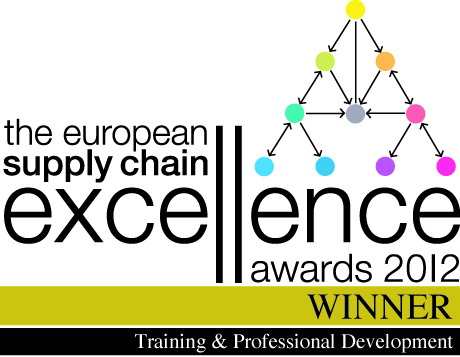 the european
supply chain
excellence
awards 2012
WINNER
Training & Professional Development